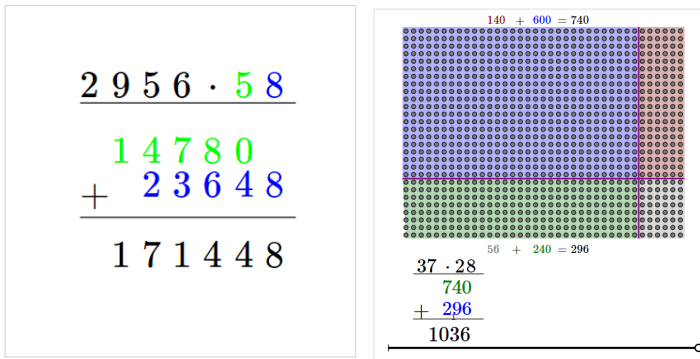 2956 · 58
14780
+ 23648
171448
140 + 600 = 740
56 + 240 = 296
37 · 28
740
+ 296
1036